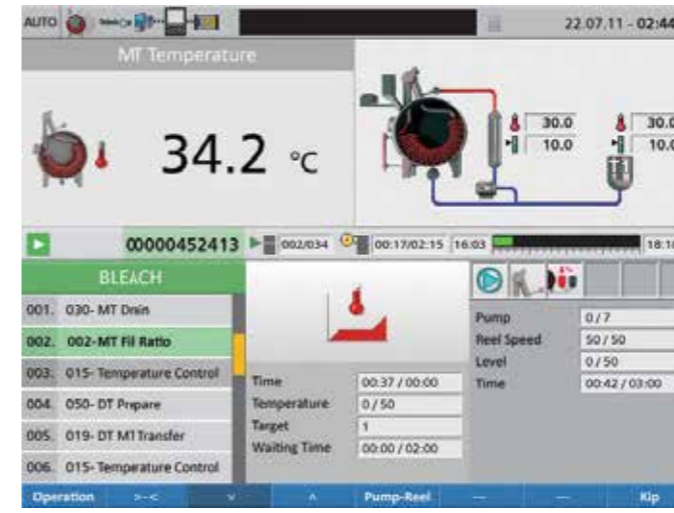 AUTO 22.07.11 - 02:44
MT Temperature
34.2 °C
30.0 30.0
10.0 10.0
00000452413 002/034 00:17/02:15 16:03 18:10
BLEACH
001. 030- MT Drain
002. 002-MT Fil Ratio
003. 015- Temperature Control
004. 050- DT Prepare
005. 019- DT MT Transfer
006. 015- Temperature Control
Time 00:37 / 00:00
Temperature 0 / 50
Target 1
Waiting Time 00:00 / 02:00
Pump 0 / 7
Reel Speed 50 / 50
Level 0 / 50
Time 00:42 / 03:00
Operation >-< v ^ Pump-Reel --- --- Kip